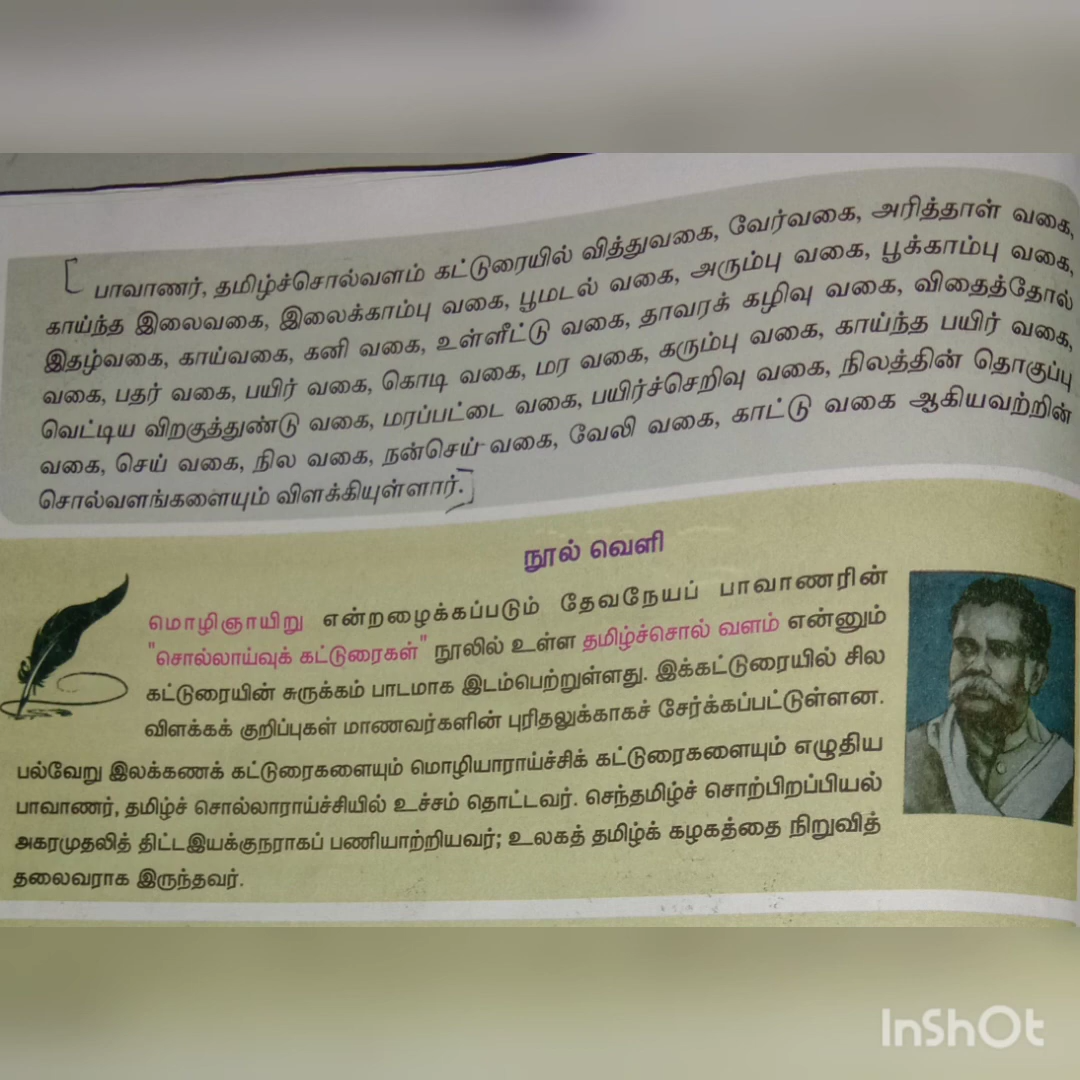 பாவாணர், தமிழ்ச்சொல்வளம் கட்டுரையில் வித்துவகை, வேர்வகை, அரித்தாள் வகை,
காய்ந்த இலைவகை, இலைக்காம்பு வகை, பூமடல் வகை, அரும்பு வகை, பூக்காம்பு வகை,
இதழ்வகை, காய்வகை, கனி வகை, உள்ளீட்டு வகை, தாவரக் கழிவு வகை, விதைத்தோல்
வகை, பதர் வகை, பயிர் வகை, கொடி வகை, மர வகை, கரும்பு வகை, காய்ந்த பயிர் வகை,
வெட்டிய விறகுத்துண்டு வகை, மரப்பட்டை வகை, பயிர்ச்செறிவு வகை, நிலத்தின் தொகுப்பு
வகை, செய் வகை, நில வகை, நன்செய் வகை, வேலி வகை, காட்டு வகை ஆகியவற்றின்
சொல்வளங்களையும் விளக்கியுள்ளார்.
நூல் வெளி
மொழிஞாயிறு என்றழைக்கப்படும் தேவநேயப் பாவாணரின்
"சொல்லாய்வுக் கட்டுரைகள்" நூலில் உள்ள தமிழ்ச்சொல் வளம் என்னும்
கட்டுரையின் சுருக்கம் பாடமாக இடம்பெற்றுள்ளது. இக்கட்டுரையில் சில
விளக்கக் குறிப்புகள் மாணவர்களின் புரிதலுக்காகச் சேர்க்கப்பட்டுள்ளன.
பல்வேறு இலக்கணக் கட்டுரைகளையும் மொழியாராய்ச்சிக் கட்டுரைகளையும் எழுதிய
பாவாணர், தமிழ்ச் சொல்லாராய்ச்சியில் உச்சம் தொட்டவர். செந்தமிழ்ச் சொற்பிறப்பியல்
அகரமுதலித் திட்டஇயக்குநராகப் பணியாற்றியவர்; உலகத் தமிழ்க் கழகத்தை நிறுவித்
தலைவராக இருந்தவர்.
InShOt